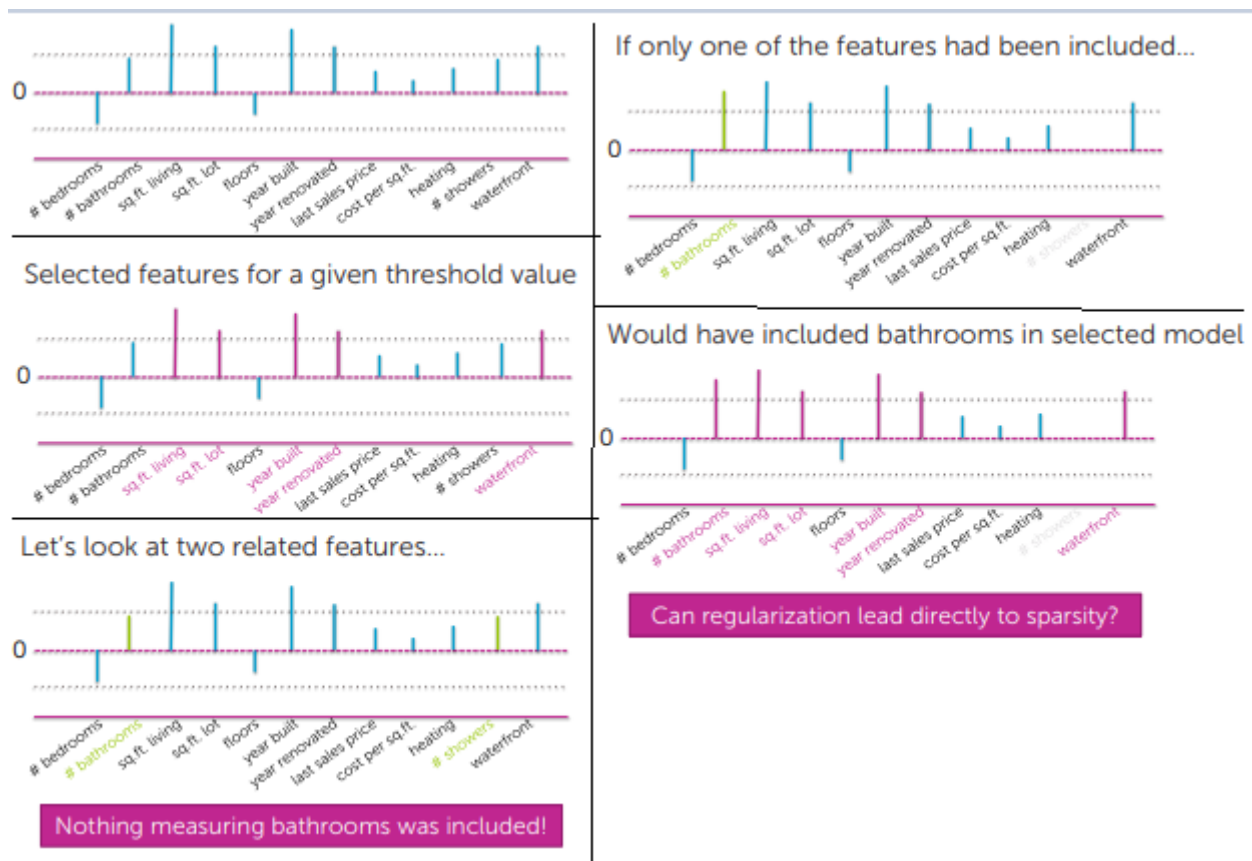 0
# bedrooms
# bathrooms
sq.ft. living
sq.ft. lot
floors
year built
year renovated
last sales price
cost per sq.ft.
heating
# showers
waterfront
Selected features for a given threshold value
0
# bedrooms
# bathrooms
sq.ft. living
sq.ft. lot
floors
year built
year renovated
last sales price
cost per sq.ft.
heating
# showers
waterfront
Let's look at two related features...
0
# bedrooms
# bathrooms
sq.ft. living
sq.ft. lot
floors
year built
year renovated
last sales price
cost per sq.ft.
heating
# showers
waterfront
Nothing measuring bathrooms was included!
If only one of the features had been included...
0
# bedrooms
# bathrooms
sq.ft. living
sq.ft. lot
floors
year built
year renovated
last sales price
cost per sq.ft.
heating
# showers
waterfront
Would have included bathrooms in selected model
0
# bedrooms
# bathrooms
sq.ft. living
sq.ft. lot
floors
year built
year renovated
last sales price
cost per sq.ft.
heating
# showers
waterfront
Can regularization lead directly to sparsity?